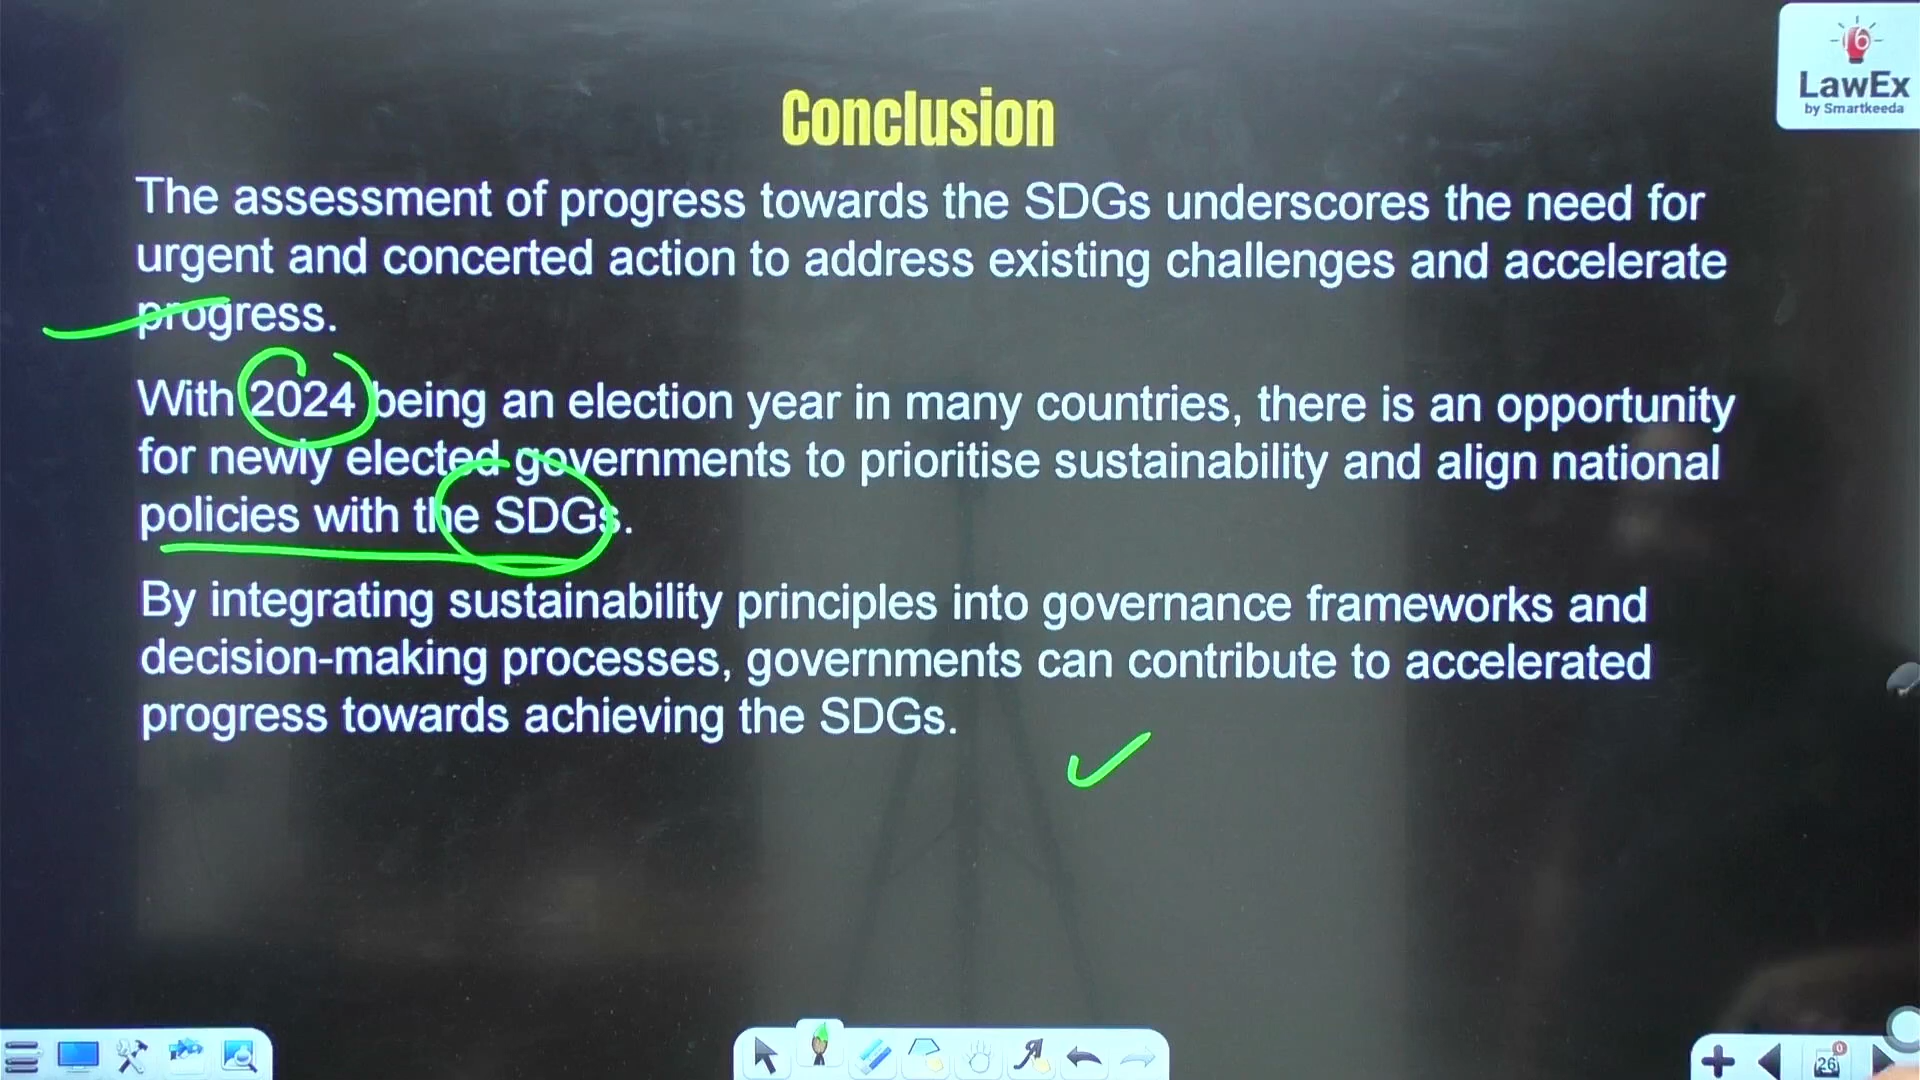 16
LawEx
by Smartkeeda
Conclusion
The assessment of progress towards the SDGs underscores the need for
urgent and concerted action to address existing challenges and accelerate
progress.
With 2024 being an election year in many countries, there is an opportunity
for newly elected governments to prioritise sustainability and align national
policies with the SDGs.
By integrating sustainability principles into governance frameworks and
decision-making processes, governments can contribute to accelerated
progress towards achieving the SDGs.
0
26